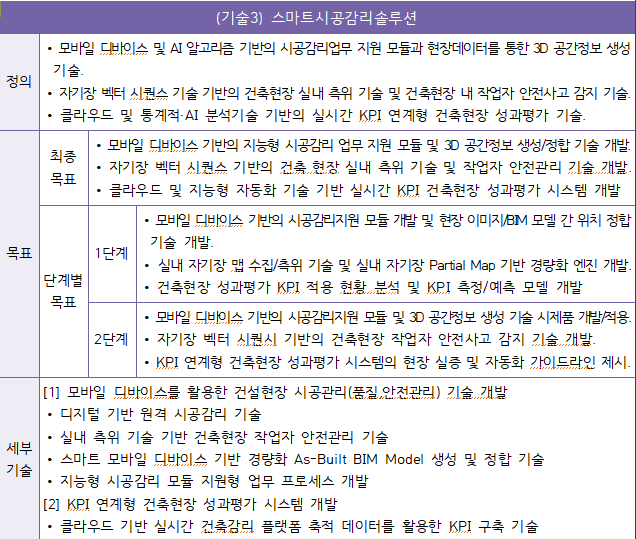 (기술3) 스마트시공감리솔루션
정의
• 모바일 디바이스 및 AI 알고리즘 기반의 시공감리업무 지원 모듈과 현장데이터를 통한 3D 공간정보 생성
기술.
• 자기장 벡터 시퀀스 기술 기반의 건축현장 실내 측위 기술 및 건축현장 내 작업자 안전사고 감지 기술.
• 클라우드 및 통계적·AI 분석기술 기반의 실시간 KPI 연계형 건축현장 성과평가 기술.
목표
최종
목표
• 모바일 디바이스 기반의 지능형 시공감리 업무 지원 모듈 및 3D 공간정보 생성/정합 기술 개발
• 자기장 벡터 시퀀스 기반의 건축 현장 실내 측위 기술 및 작업자 안전관리 기술 개발.
• 클라우드 및 지능형 자동화 기술 기반 실시간 KPI 건축현장 성과평가 시스템 개발
단계별
목표
1단계
• 모바일 디바이스 기반의 시공감리지원 모듈 개발 및 현장 이미지/BIM 모델 간 위치 정합
기술 개발.
• 실내 자기장 맵 수집/측위 기술 및 실내 자기장 Partial Map 기반 경량화 엔진 개발.
• 건축현장 성과평가 KPI 적용 현황 분석 및 KPI 측정/예측 모델 개발
2단계
• 모바일 디바이스 기반의 시공감리지원 모듈 및 3D 공간정보 생성 기술 시제품 개발/적용.
• 자기장 벡터 시퀀시 기반의 건축현장 작업자 안전사고 감지 기술 개발.
• KPI 연계형 건축현장 성과평가 시스템의 현장 실증 및 자동화 가이드라인 제시.
세부
기술
[1] 모바일 디바이스를 활용한 건설현장 시공관리(품질,안전관리) 기술 개발
• 디지털 기반 원격 시공감리 기술
• 실내 측위 기술 기반 건축현장 작업자 안전관리 기술
• 스마트 모바일 디바이스 기반 경량화 As-Built BIM Model 생성 및 정합 기술
• 지능형 시공감리 모듈 지원형 업무 프로세스 개발
[2] KPI 연계형 건축현장 성과평가 시스템 개발
• 클라우드 기반 실시간 건축감리 플랫폼 축적 데이터를 활용한 KPI 구축 기술